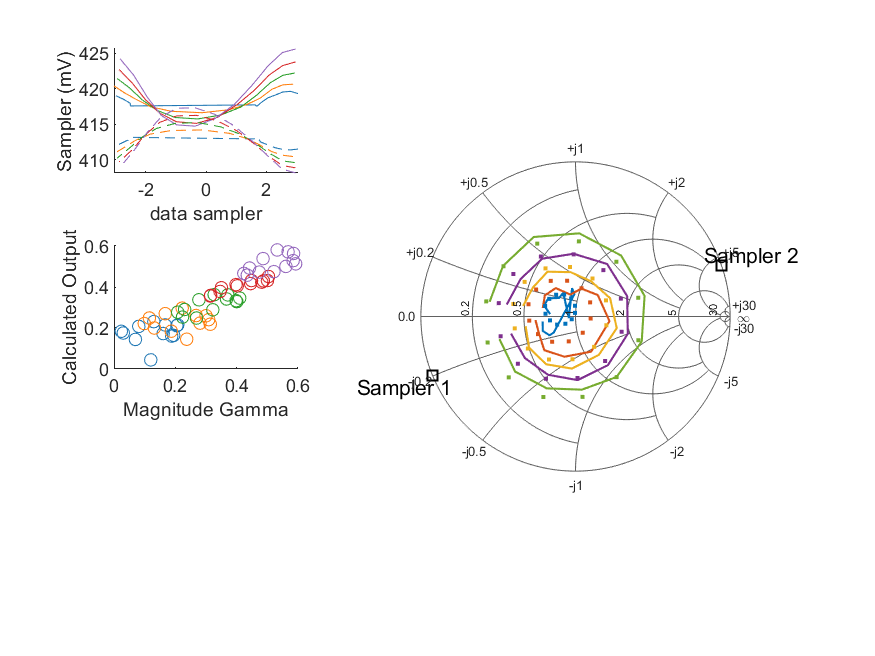 425
420
415
410
Sampler (mV)
-2
0
2
data sampler
0.6
0.4
0.2
0
Calculated Output
0
0.2
0.4
0.6
Magnitude Gamma
+j1
+j0.5
+j2
+j0.2
+j5
Sampler 2
0.0
0.2
0.5
1
2
5
30
+j30
∞
-j30
Sampler 1
-j5
-j0.5
-j2
-j1